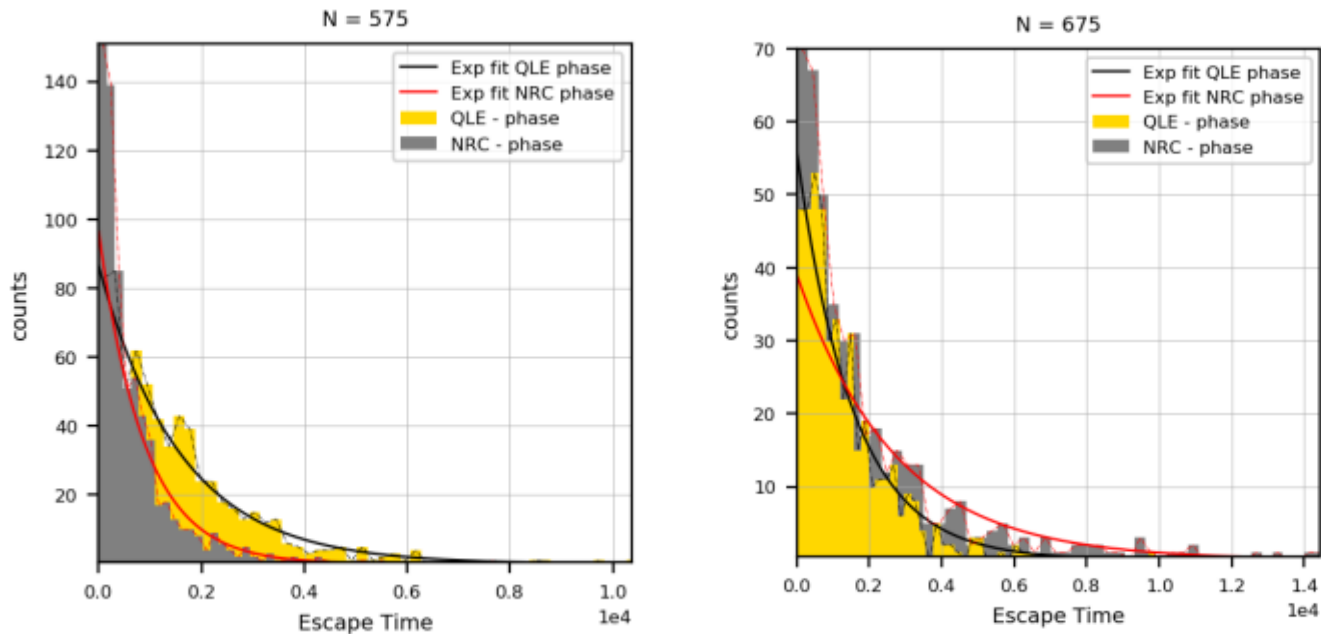 N = 575
Exp fit QLE phase
Exp fit NRC phase
QLE - phase
NRC - phase
counts
140
120
100
80
60
40
20
0.0 0.2 0.4 0.6 0.8 1.0
1e4
Escape Time
N = 675
Exp fit QLE phase
Exp fit NRC phase
QLE - phase
NRC - phase
counts
70
60
50
40
30
20
10
0.0 0.2 0.4 0.6 0.8 1.0 1.2 1.4
1e4
Escape Time